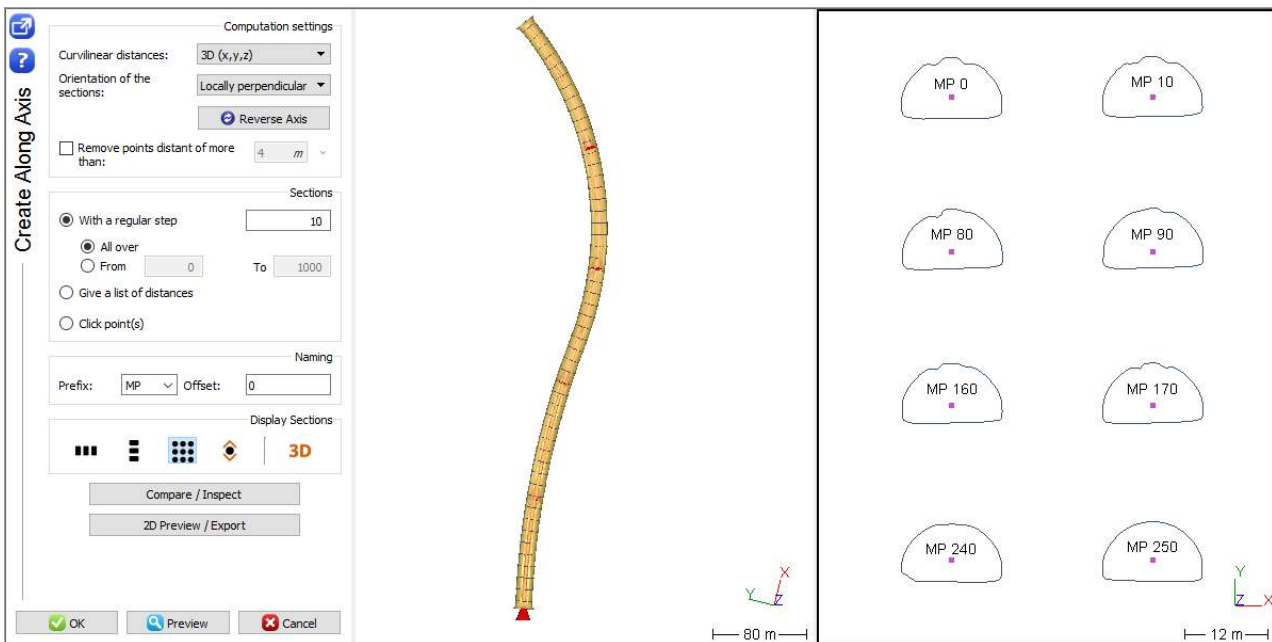 Create Along Axis
Computation settings
Curvilinear distances: 3D (x,y,z)
Orientation of the sections: Locally perpendicular
Reverse Axis
Remove points distant of more than: 4 m
Sections
With a regular step 10
All over
From 0 To 1000
Give a list of distances
Click point(s)
Naming
Prefix: MP Offset: 0
Display Sections
3D
Compare / Inspect
2D Preview / Export
OK Preview Cancel
X
Y
Z
80 m
MP 0 MP 10
MP 80 MP 90
MP 160 MP 170
MP 240 MP 250
Y
Z X
12 m